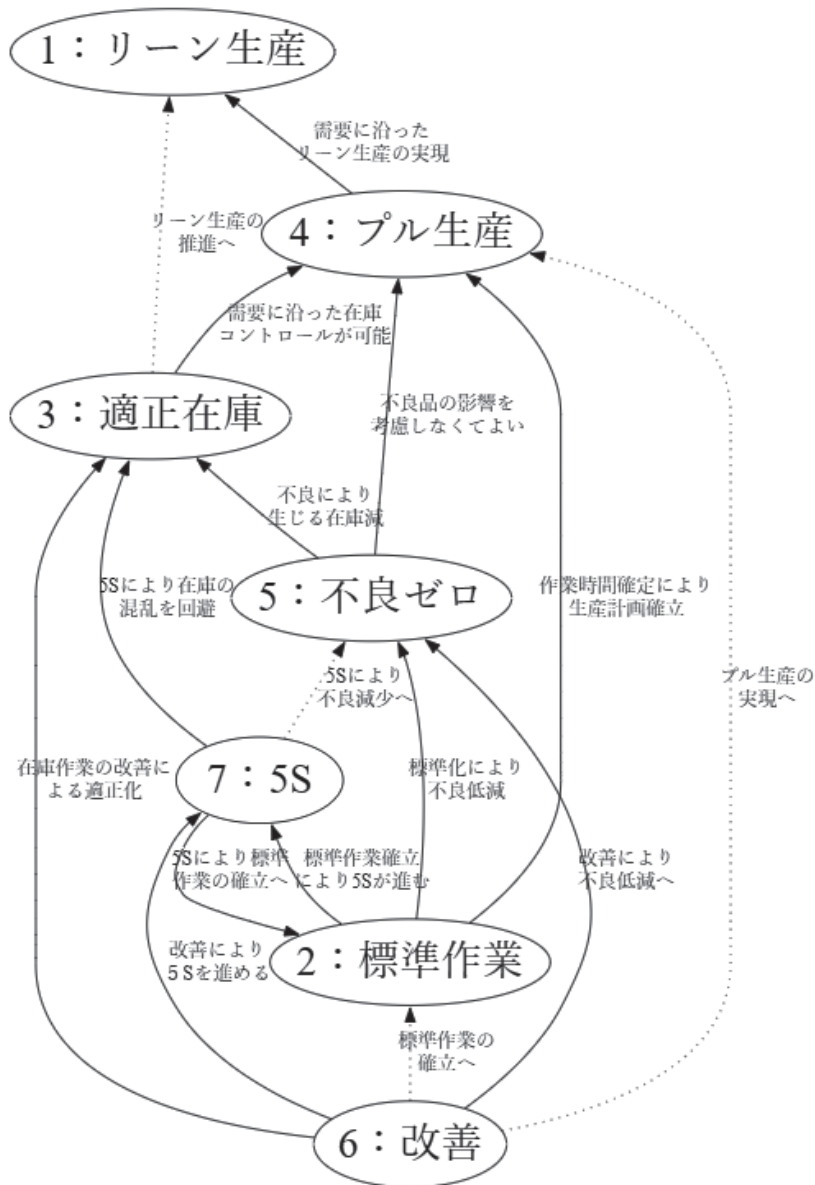 1：リーン生産
需要に沿った
リーン生産の実現
リーン生産の
推進へ
4：プル生産
需要に沿った在庫
コントロールが可能
3：適正在庫
不良品の影響を
考慮しなくてよい
不良により
生じる在庫減
5Sにより在庫の
混乱を回避
5：不良ゼロ
作業時間確定により
生産計画確立
5Sにより
不良減少へ
プル生産の
実現へ
7：5S
在庫作業の改善に
よる適正化
標準化により
不良低減
5Sにより標準
作業の確立へ
標準作業確立
により5Sが進む
改善により
不良低減へ
改善により
５Sを進める
2：標準作業
標準作業の
確立へ
6：改善